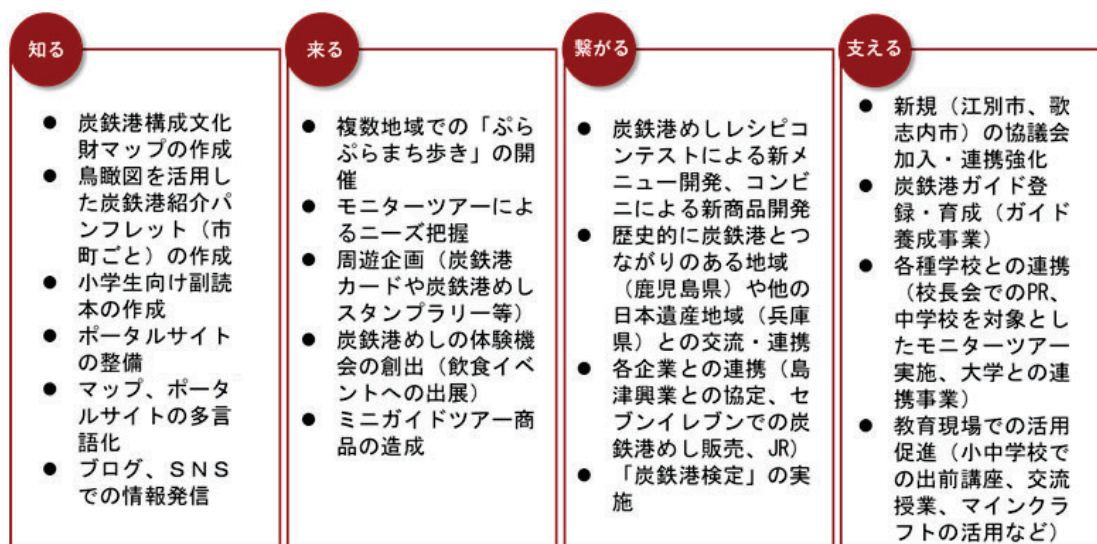 知る
● 炭鉄港構成文化
財マップの作成
● 鳥瞰図を活用し
た炭鉄港紹介パ
ンフレット（市
町ごと）の作成
● 小学生向け副読
本の作成
● ポータルサイト
の整備
● マップ、ポータ
ルサイトの多言
語化
● ブログ、ＳＮＳ
での情報発信
来る
● 複数地域での「ぷら
ぷらまち歩き」の開
催
● モニターツアーによ
るニーズ把握
● 周遊企画（炭鉄港
カードや炭鉄港めし
スタンプラリー等）
● 炭鉄港めしの体験機
会の創出（飲食イベ
ントへの出展）
● ミニガイドツアー商
品の造成
繋がる
● 炭鉄港めしレシピコ
ンテストによる新メ
ニュー開発、コンビ
ニによる新商品開発
● 歴史的に炭鉄港とつ
ながりのある地域
（鹿児島県）や他の
日本遺産地域（兵庫
県）との交流・連携
● 各企業との連携（島
津興業との協定、セ
ブンイレブンでの炭
鉄港めし販売、JR）
● 「炭鉄港検定」の実
施
支える
● 新規（江別市、歌
志内市）の協議会
加入・連携強化
● 炭鉄港ガイド登
録・育成（ガイド
養成事業）
● 各種学校との連携
（校長会でのPR、
中学校を対象とし
たモニターツアー
実施、大学との連
携事業）
● 教育現場での活用
促進（小中学校で
の出前講座、交流
授業、マインクラ
フトの活用など）